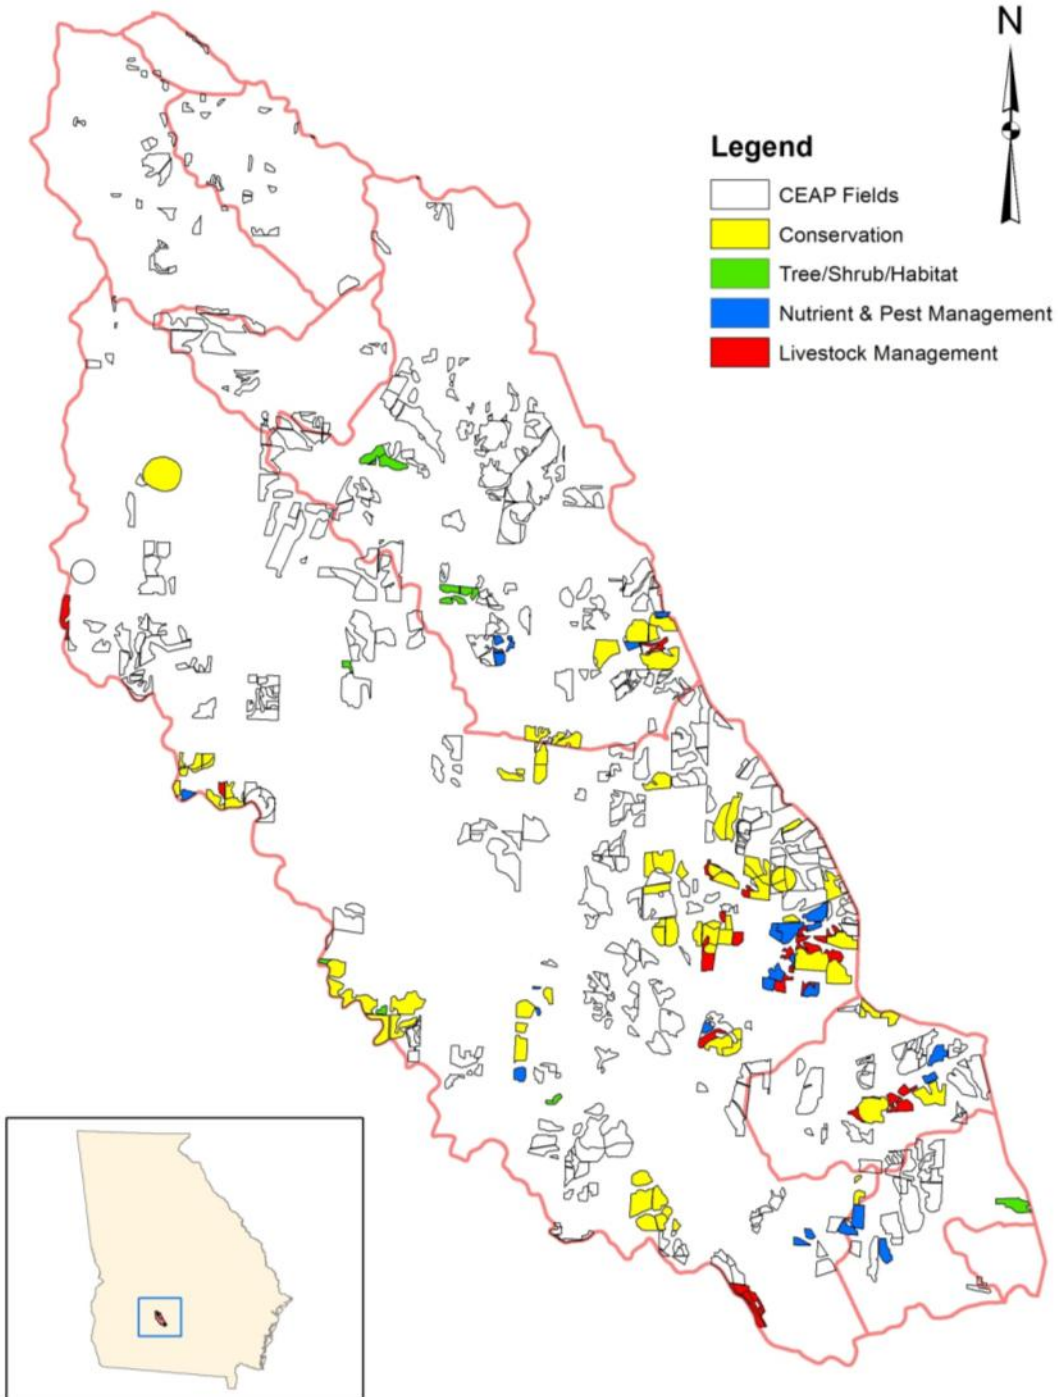 N
Legend
CEAP Fields
Conservation
Tree/Shrub/Habitat
Nutrient & Pest Management
Livestock Management